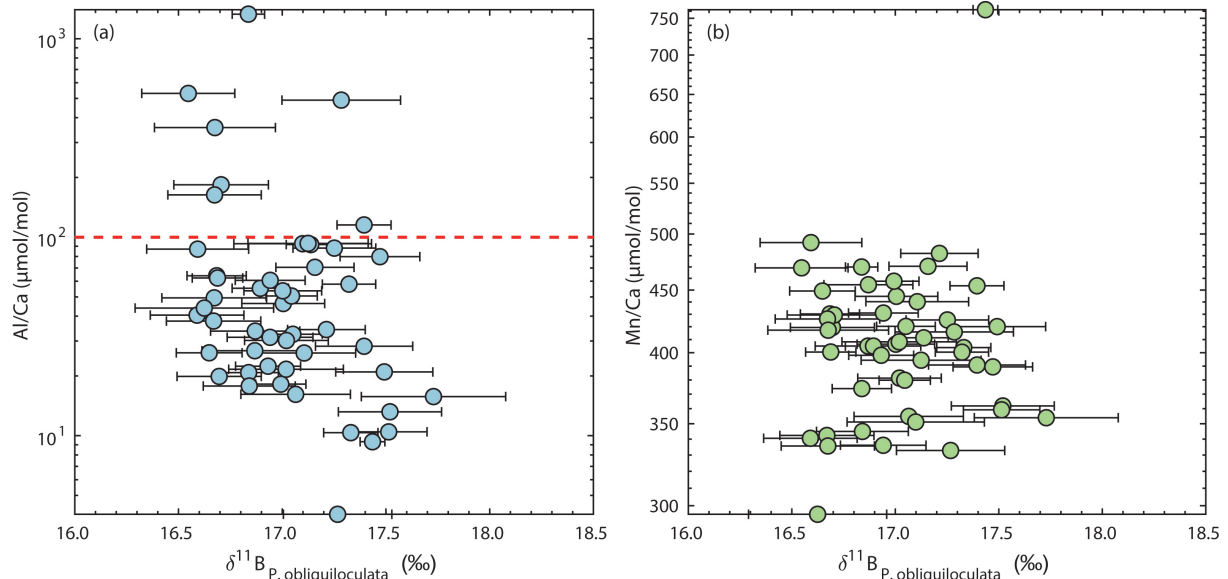 (a)
10³
10²
10¹
Al/Ca (μmol/mol)
16.0 16.5 17.0 17.5 18.0 18.5
δ¹¹B P. obliquiloculata (‰)
(b)
750
700
650
600
550
500
450
400
350
300
Mn/Ca (μmol/mol)
16.0 16.5 17.0 17.5 18.0 18.5
δ¹¹B P. obliquiloculata (‰)